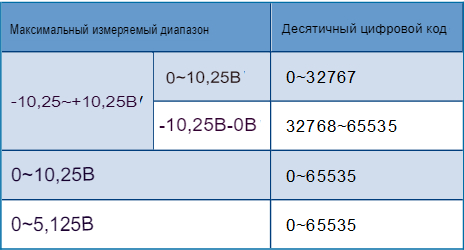 Максимальный измеряемый диапазон
Десятичный цифровой код
-10,25~+10,25В
0~10,25В
0~32767
-10,25В-0В
32768~65535
0~10,25В
0~65535
0~5,125В
0~65535